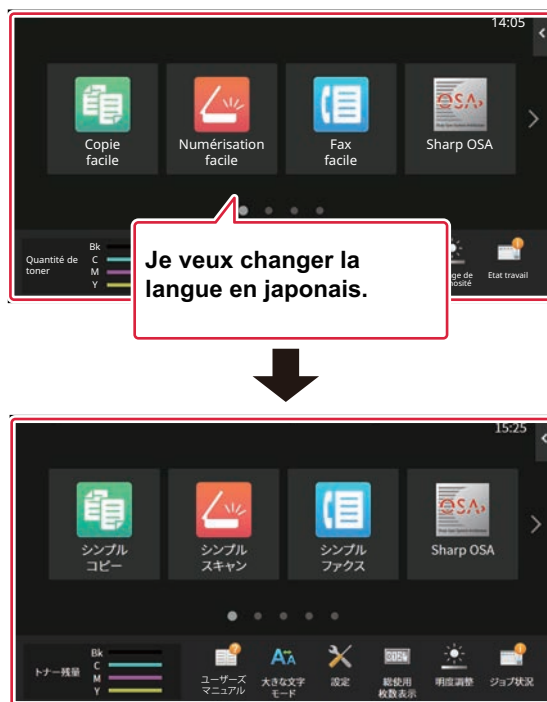 14:05
Copie
facile
Numérisation
facile
Fax
facile
Sharp OSA
OSA
Quantité de
toner
Bk
C
M
Y
Je veux changer la
langue en japonais.
Etat travail
15:25
シンプル
コピー
シンプル
スキャン
シンプル
ファクス
Sharp OSA
OSA
トナー残量
Bk
C
M
Y
ユーザーズ
マニュアル
大きな文字
モード
設定
総使用
枚数表示
明度調整
ジョブ状況